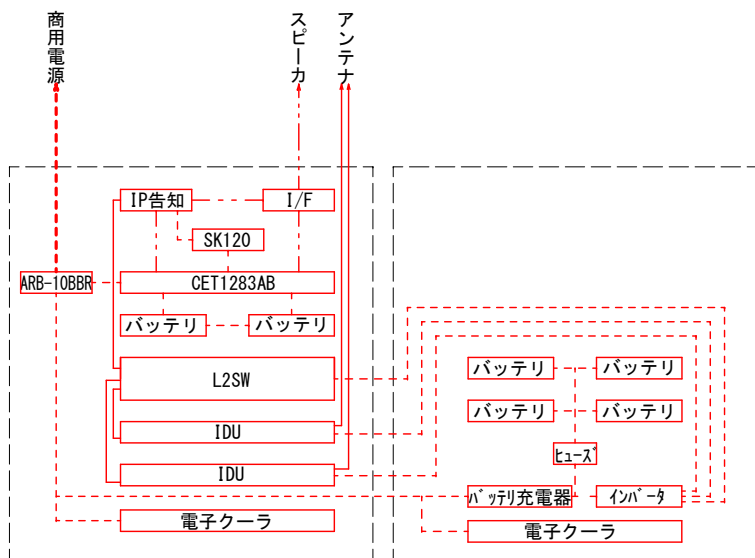 商用電源
スピーカ
アンテナ
IP告知
I/F
SK120
ARB-10BBR
CET1283AB
バッテリ
バッテリ
L2SW
IDU
IDU
電子クーラ
バッテリ
バッテリ
バッテリ
バッテリ
ﾋｭｰｽﾞ
ﾊﾞｯﾃﾘ充電器
ｲﾝﾊﾞｰﾀ
電子クーラ